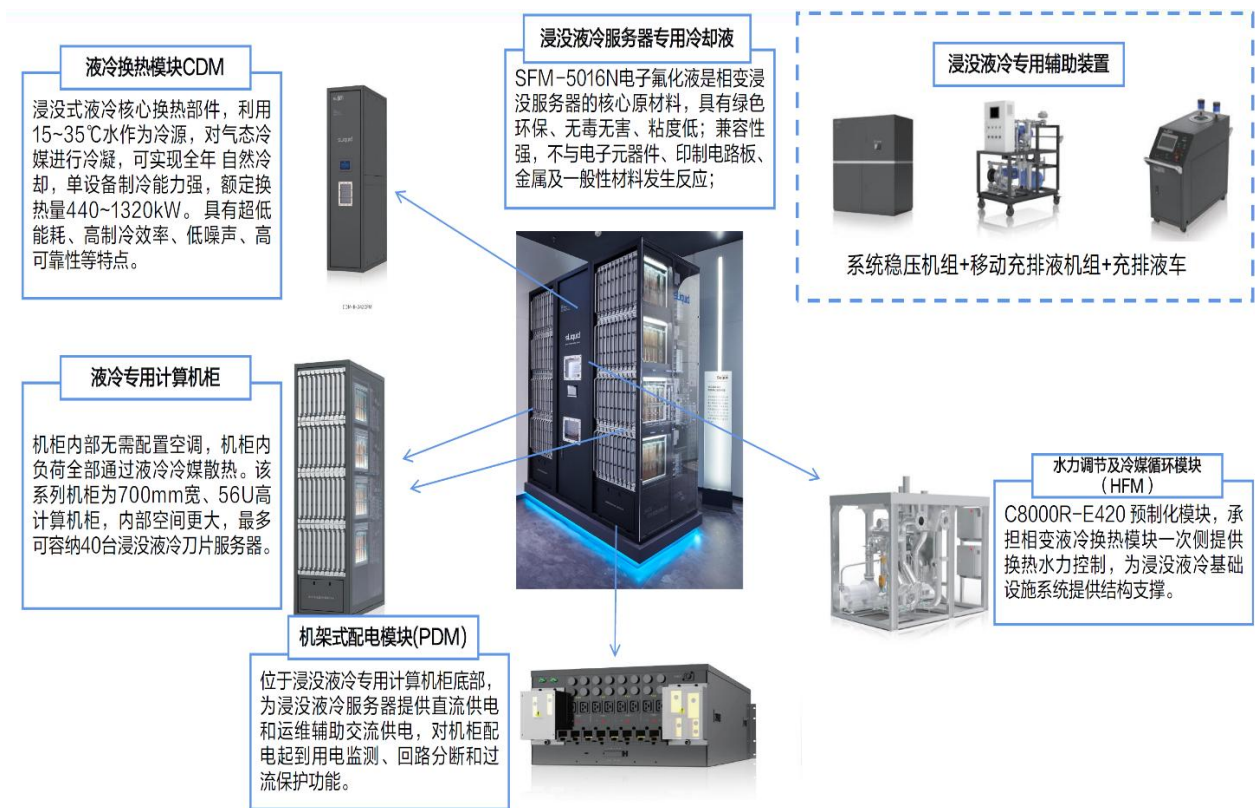 液冷换热模块CDM
浸没式液冷核心换热部件，利用
15~35℃水作为冷源，对气态冷
媒进行冷凝，可实现全年 自然冷
却，单设备制冷能力强，额定换
热量440~1320kW。具有超低
能耗、高制冷效率、低噪声、高
可靠性等特点。
浸没液冷服务器专用冷却液
SFM-5016N电子氟化液是相变浸
没服务器的核心原材料，具有绿色
环保、无毒无害、粘度低；兼容性
强，不与电子元器件、印制电路板、
金属及一般性材料发生反应；
浸没液冷专用辅助装置
系统稳压机组+移动充排液机组+充排液车
液冷专用计算机柜
机柜内部无需配置空调，机柜内
负荷全部通过液冷冷媒散热。该
系列机柜为700mm宽、56U高
计算机柜，内部空间更大，最多
可容纳40台浸没液冷刀片服务器。
水力调节及冷媒循环模块
（HFM）
C8000R-E420 预制化模块，承
担相变液冷换热模块一次侧提供
换热水力控制，为浸没液冷基础
设施系统提供结构支撑。
机架式配电模块(PDM)
位于浸没液冷专用计算机柜底部，
为浸没液冷服务器提供直流供电
和运维辅助交流供电，对机柜配
电起到用电监测、回路分断和过
流保护功能。